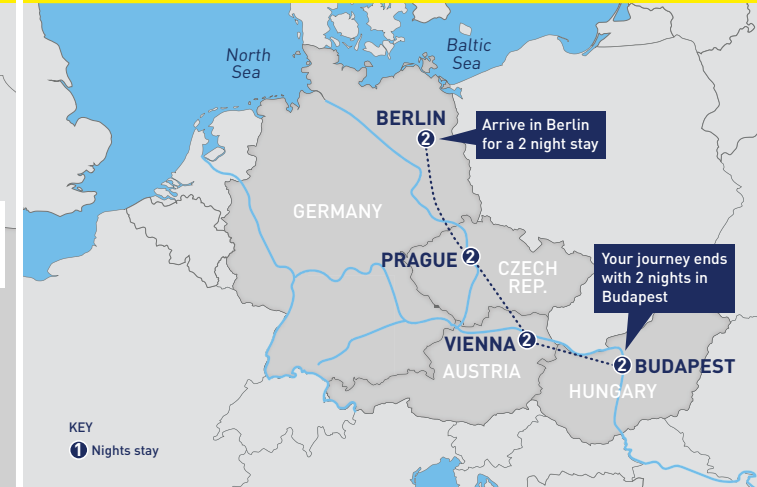 North
Sea
Baltic
Sea
BERLIN
2
Arrive in Berlin
for a 2 night stay
GERMANY
PRAGUE 2
CZECH
REP.
Your journey ends
with 2 nights in
Budapest
VIENNA 2
AUSTRIA
2 BUDAPEST
HUNGARY
KEY
1 Nights stay